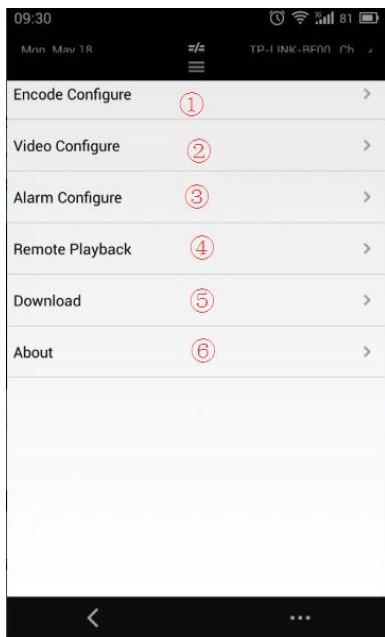 09:30 81
Mon May 18 =/= TP-LINK-BE00 Ch
Encode Configure ①
Video Configure ②
Alarm Configure ③
Remote Playback ④
Download ⑤
About ⑥